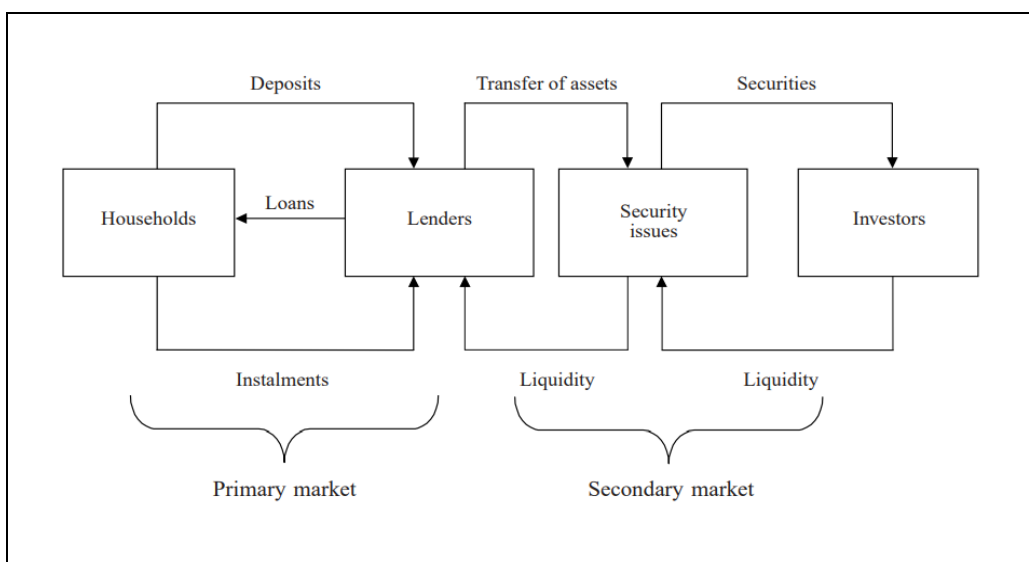 Deposits
Transfer of assets
Securities
Households
Loans
Lenders
Security
issues
Investors
Instalments
Liquidity
Liquidity
Primary market
Secondary market